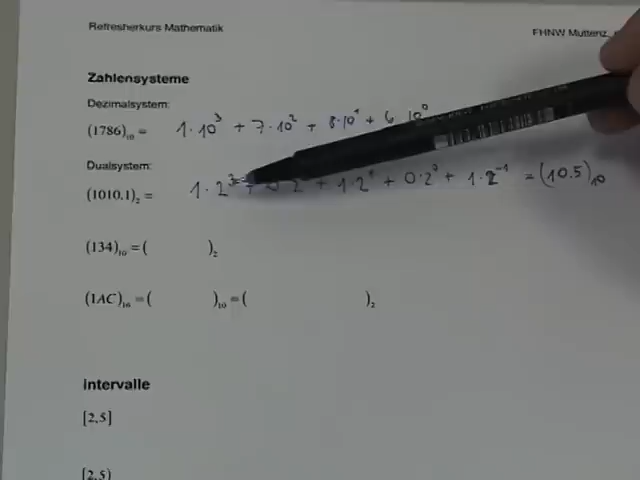 Refresherkurs Mathematik
FHNW Muttenz,
Zahlensysteme
Dezimalsystem:
(1786)₁₀ = 1·10³ + 7·10² + 8·10¹ + 6 10⁰
Dualsystem:
(1010.1)₂ = 1·2³ + 0 2 + 1·2¹ + 0·2⁰ + 1·2⁻¹ = (10.5)₁₀
(134)₁₀ = ( )₂
(1AC)₁₆ = ( )₁₀ = ( )₂
Intervalle
[2,5]
[2,5)